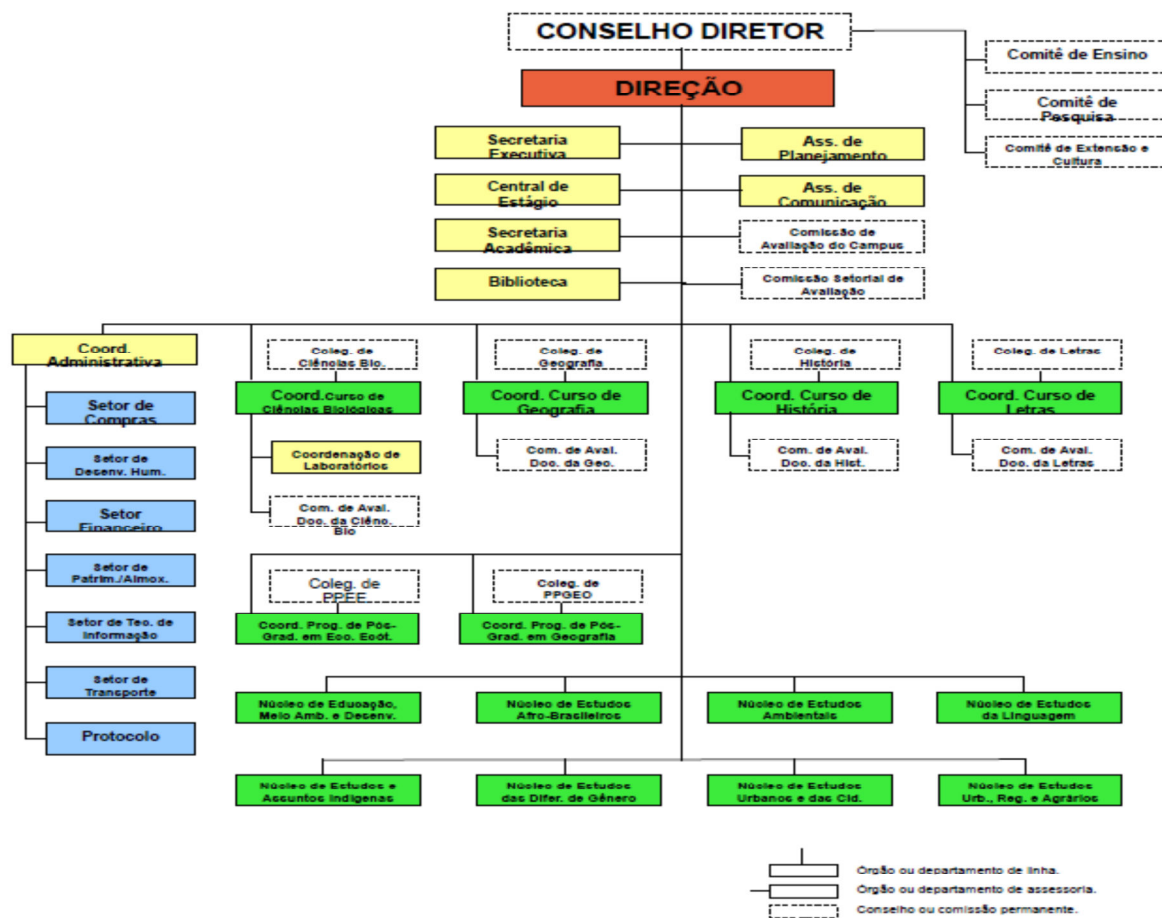 CONSELHO DIRETOR
Comitê de Ensino
DIREÇÃO
Comitê de
Pesquisa
Comitê de Extensão e
Cultura
Secretaria
Executiva
Ass. de
Planejamento
Central de
Estágio
Ass. de
Comunicação
Secretaria
Acadêmica
Comissão de
Avaliação do Campus
Biblioteca
Comissão Setorial de
Avaliação
Coord.
Administrativa
Coleg. de
Ciências Bio.
Coleg. de
Geografia
Coleg. de
História
Coleg. de Letras
Coord.Curso de
Ciências Biológicas
Coord. Curso de
Geografia
Coord. Curso de
História
Coord. Curso de
Letras
Setor de
Compras
Coordenação de
Laboratórios
Com. de Aval.
Doc. da Geo.
Com. de Aval.
Doc. da Hist.
Com. de Aval.
Doc. da Letras
Setor de
Desenv. Hum.
Setor
Financeiro
Com. de Aval.
Doc. da Ciênc.
Bio
Setor de
Patrim./Almox.
Coleg. de
PPEE
Coleg. de
PPGEO
Setor de Tec. de
Informação
Coord. Prog. de Pós-
Grad. em Eco. Ecót.
Coord. Prog. de Pós-
Grad. em Geografia
Setor de
Transporte
Núcleo de Educação,
Meio Amb. e Desenv.
Núcleo de Estudos
Afro-Brasileiros
Núcleo de Estudos
Ambientais
Núcleo de Estudos
da Linguagem
Protocolo
Núcleo de Estudos e
Assuntos Indígenas
Núcleo de Estudos
das Difer. de Gênero
Núcleo de Estudos
Urbanos e das Cid.
Núcleo de Estudos
Urb., Reg. e Agrários
Órgão ou departamento de linha.
Órgão ou departamento de assessoria.
Conselho ou comissão permanente.